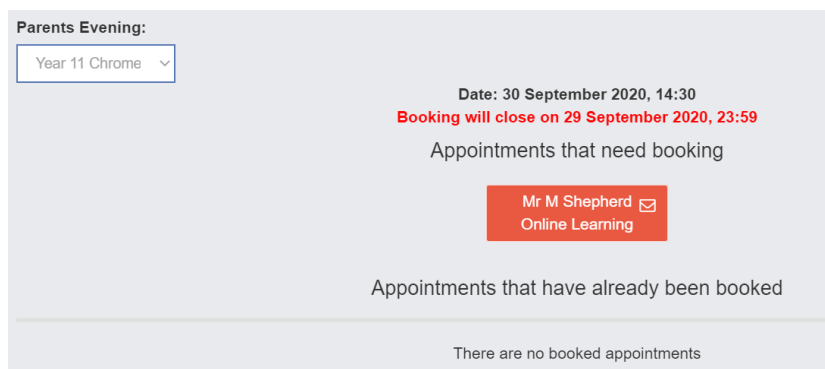 Parents Evening:
Year 11 Chrome
Date: 30 September 2020, 14:30
Booking will close on 29 September 2020, 23:59
Appointments that need booking
Mr M Shepherd
Online Learning
Appointments that have already been booked
There are no booked appointments